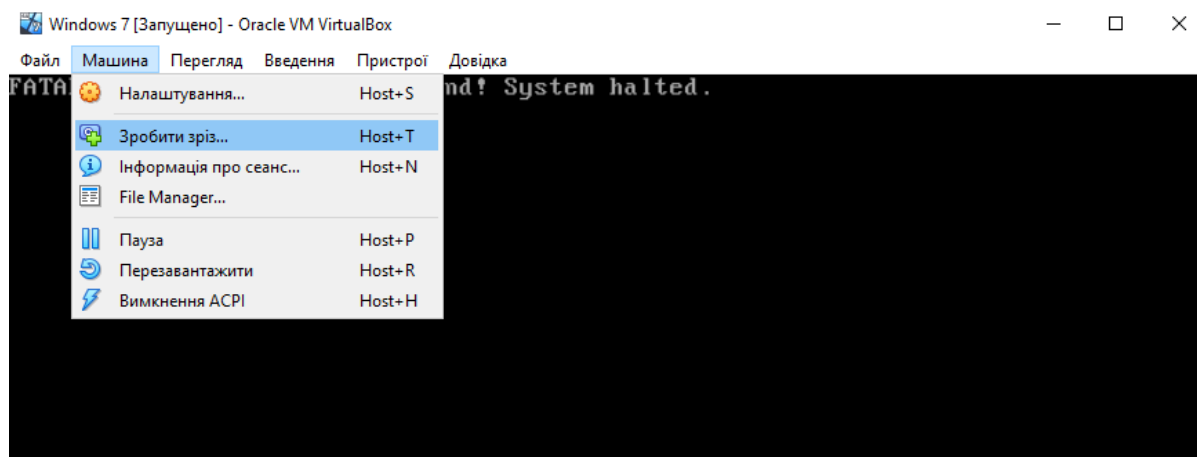 Windows 7 [Запущено] - Oracle VM VirtualBox
Файл Машина Перегляд Введення Пристрої Довідка
FATA nd! System halted.
Налаштування... Host+S
Зробити зріз... Host+T
Інформація про сеанс... Host+N
File Manager...
Пауза Host+P
Перезавантажити Host+R
Вимкнення ACPI Host+H